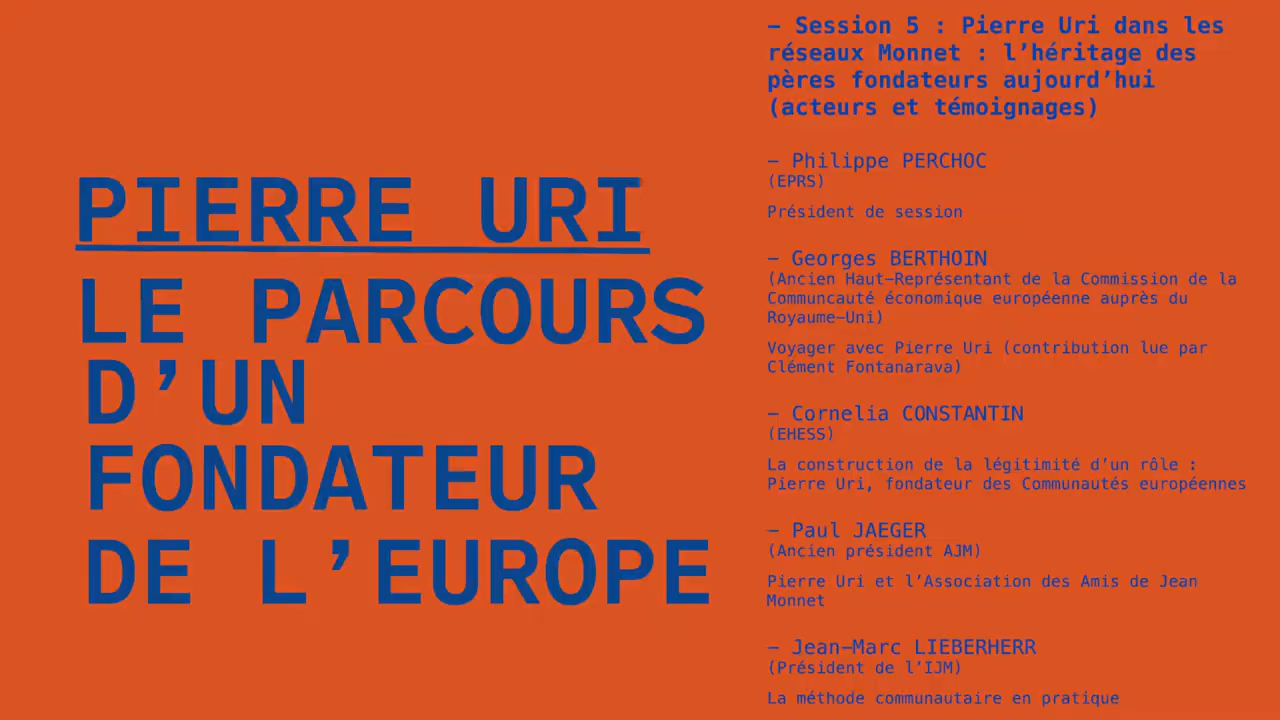 PIERRE URI
LE PARCOURS
D’UN
FONDATEUR
DE L’EUROPE
– Session 5 : Pierre Uri dans les
réseaux Monnet : l’héritage des
pères fondateurs aujourd’hui
(acteurs et témoignages)
– Philippe PERCHOC
(EPRS)
Président de session
– Georges BERTHOIN
(Ancien Haut-Représentant de la Commission de la
Communcauté économique européenne auprès du
Royaume-Uni)
Voyager avec Pierre Uri (contribution lue par
Clément Fontanarava)
– Cornelia CONSTANTIN
(EHESS)
La construction de la légitimité d’un rôle :
Pierre Uri, fondateur des Communautés européennes
– Paul JAEGER
(Ancien président AJM)
Pierre Uri et l’Association des Amis de Jean
Monnet
– Jean-Marc LIEBERHERR
(Président de l’IJM)
La méthode communautaire en pratique